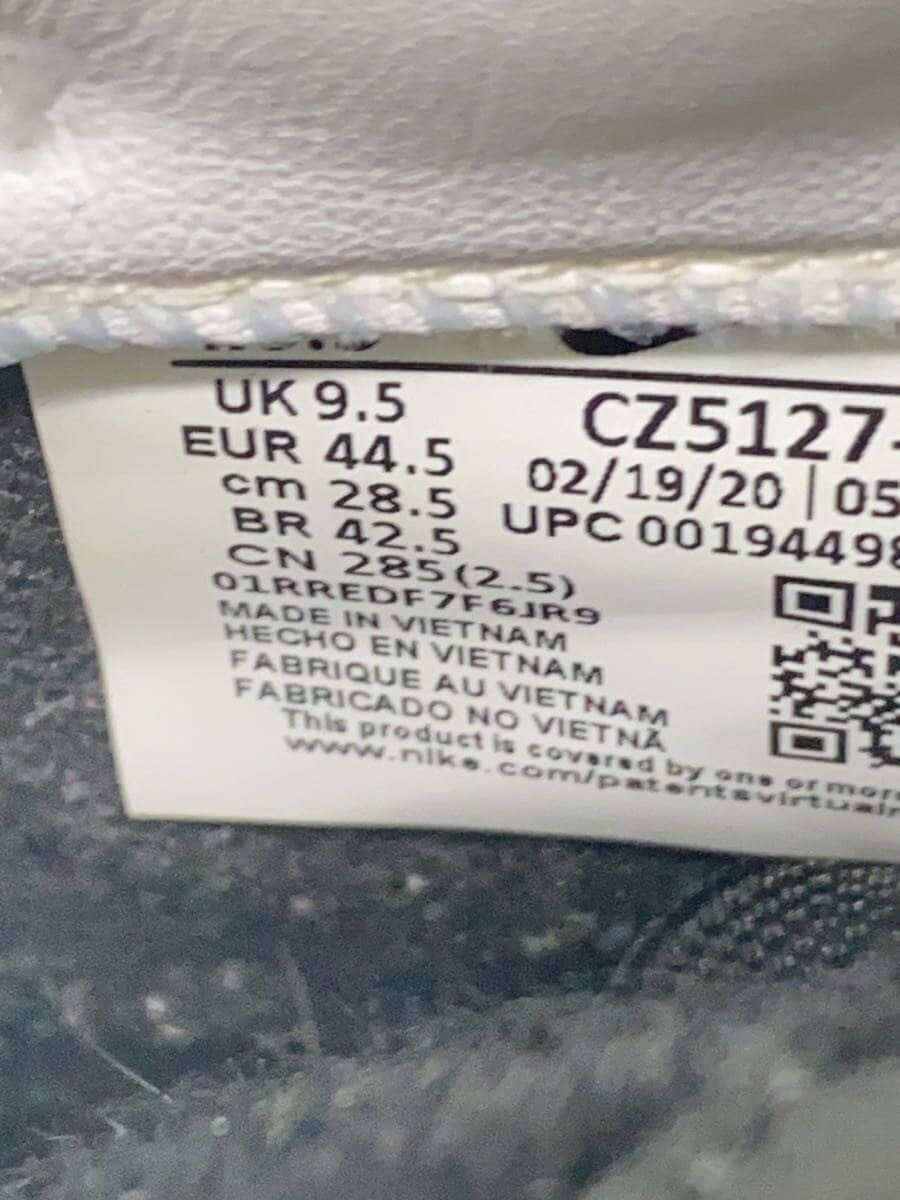 UK 9.5
EUR 44.5
cm 28.5
BR 42.5
CN 285(2.5)
01RREDF7F6JR9
MADE IN VIETNAM
HECHO EN VIETNAM
FABRIQUE AU VIETNAM
FABRICADO NO VIETNÃ
This product is covered by one or more
www.nike.com/patentsvirtual
CZ5127-
02/19/20 | 05
UPC 00194498